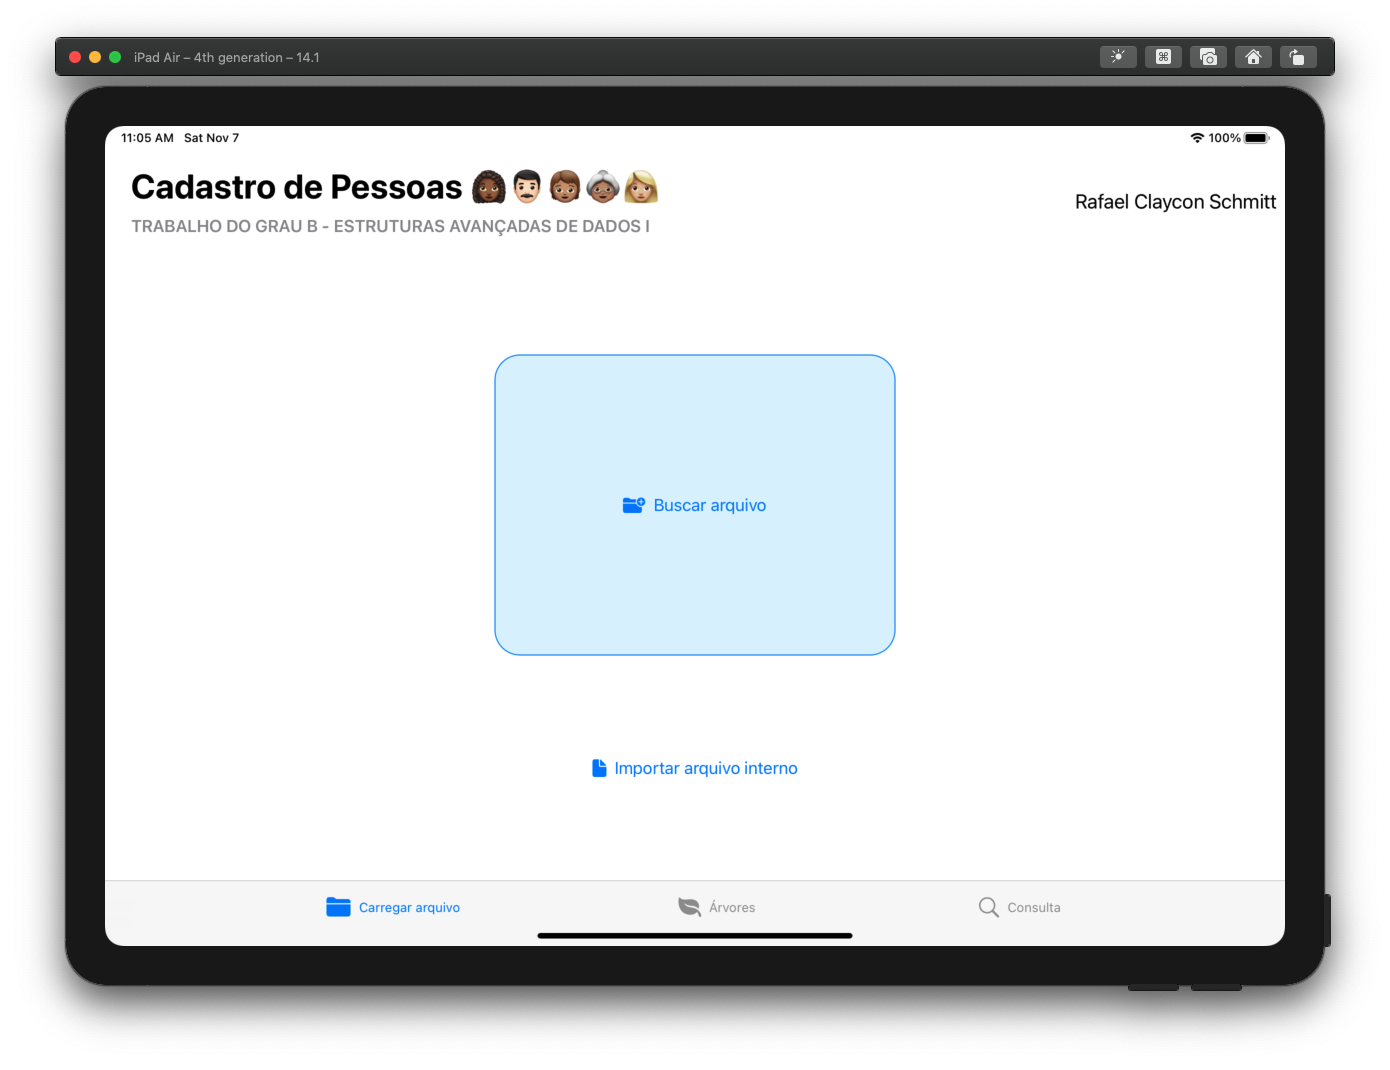 iPad Air – 4th generation – 14.1
11:05 AM Sat Nov 7
100%
Cadastro de Pessoas 👩🏿‍🦱👨🏻👩🏽👵🏽👩🏼
Rafael Claycon Schmitt
TRABALHO DO GRAU B - ESTRUTURAS AVANÇADAS DE DADOS I
Buscar arquivo
Importar arquivo interno
Carregar arquivo
Árvores
Consulta